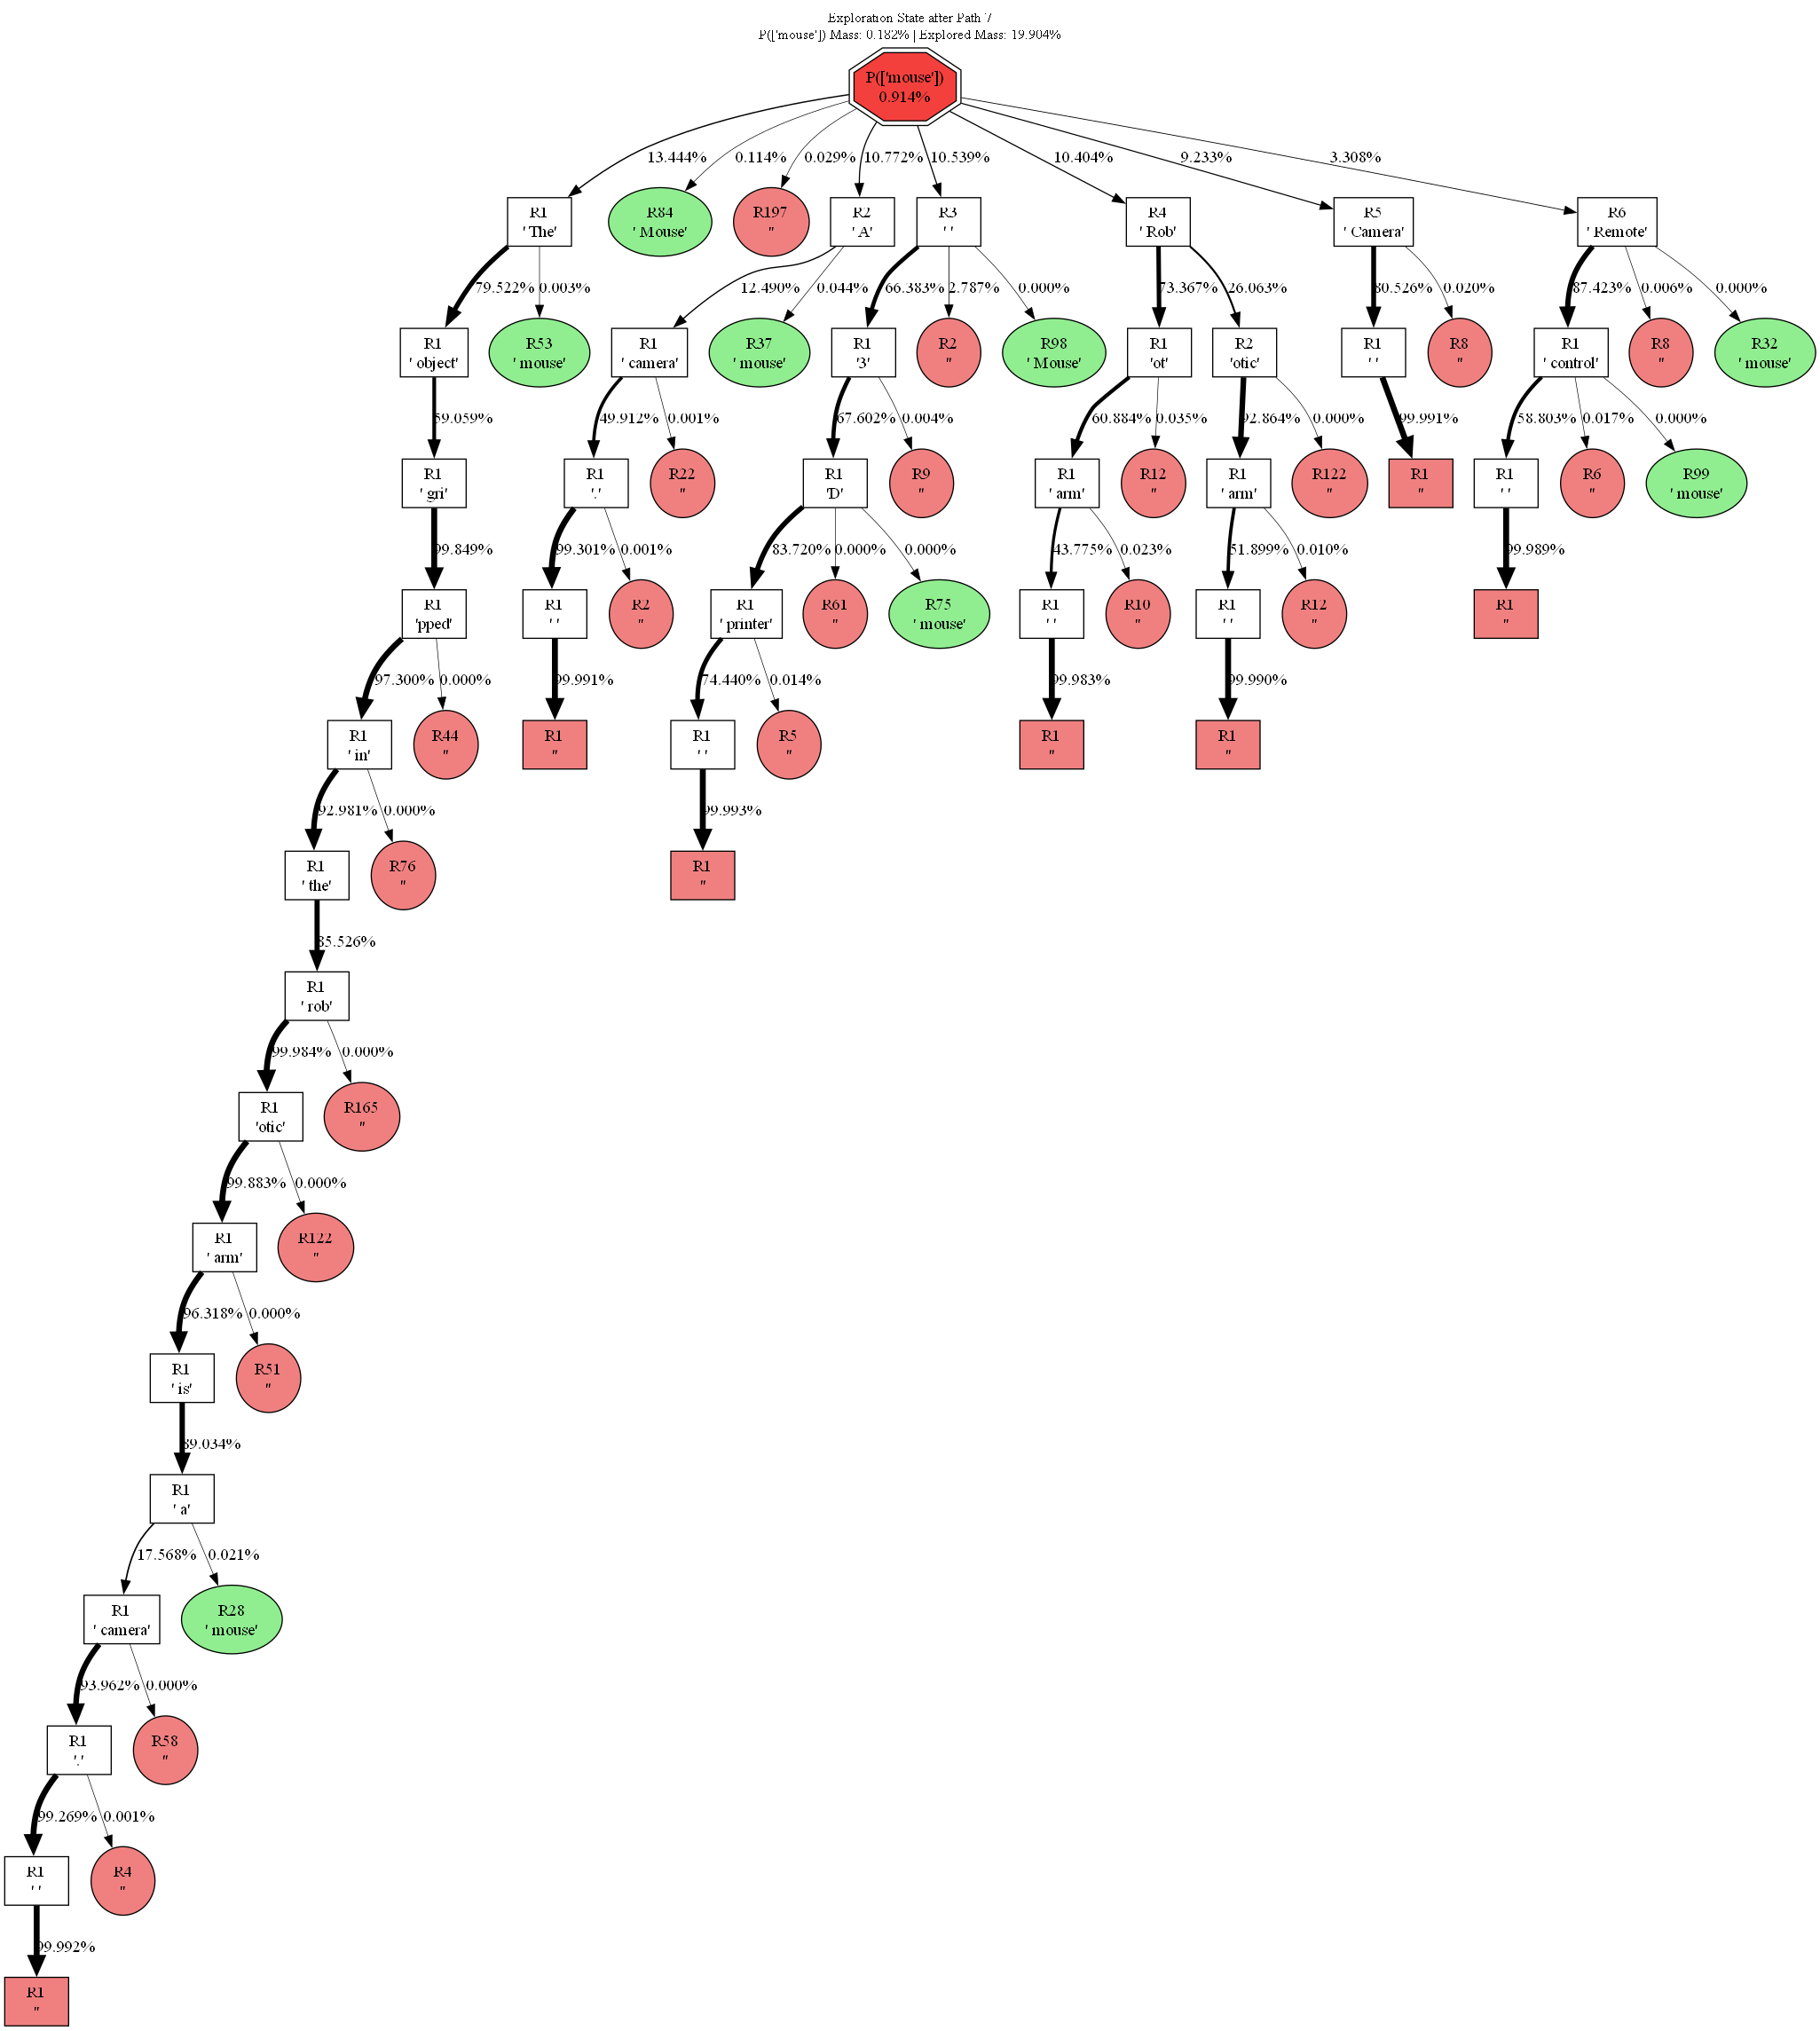 Exploration State after Path 7
P(['mouse']) Mass: 0.182% | Explored Mass: 19.904%
P(['mouse'])
0.914%
13.444%
0.114%
0.029%
10.772%
10.539%
10.404%
9.233%
3.308%
R1
' The'
R84
' Mouse'
R197
''
R2
' A'
R3
' '
R4
' Rob'
R5
' Camera'
R6
' Remote'
79.522%
0.003%
12.490%
0.044%
66.383%
2.787%
0.000%
73.367%
26.063%
80.526%
0.020%
87.423%
0.006%
0.000%
R1
' object'
R53
' mouse'
R1
' camera'
R37
' mouse'
R1
'3'
R2
''
R98
' Mouse'
R1
'ot'
R2
'otic'
R1
' '
R8
''
R1
' control'
R8
''
R32
' mouse'
59.059%
49.912%
0.001%
67.602%
0.004%
60.884%
0.035%
92.864%
0.000%
99.991%
58.803%
0.017%
0.000%
R1
' gri'
R1
'.'
R22
''
R1
'D'
R9
''
R1
' arm'
R12
''
R1
' arm'
R122
''
R1
''
R1
' '
R6
''
R99
' mouse'
99.849%
99.301%
0.001%
83.720%
0.000%
0.000%
43.775%
0.023%
51.899%
0.010%
99.989%
R1
'pped'
R1
' '
R2
''
R1
' printer'
R61
''
R75
' mouse'
R1
' '
R10
''
R1
' '
R12
''
R1
''
97.300%
0.000%
99.991%
74.440%
0.014%
99.983%
99.990%
R1
' in'
R44
''
R1
''
R1
' '
R5
''
R1
''
R1
''
92.981%
0.000%
99.993%
R1
' the'
R76
''
R1
''
85.526%
R1
' rob'
99.984%
0.000%
R1
'otic'
R165
''
99.883%
0.000%
R1
' arm'
R122
''
96.318%
0.000%
R1
' is'
R51
''
89.034%
R1
' a'
17.568%
0.021%
R1
' camera'
R28
' mouse'
93.962%
0.000%
R1
'.'
R58
''
99.269%
0.001%
R1
' '
R4
''
99.992%
R1
''